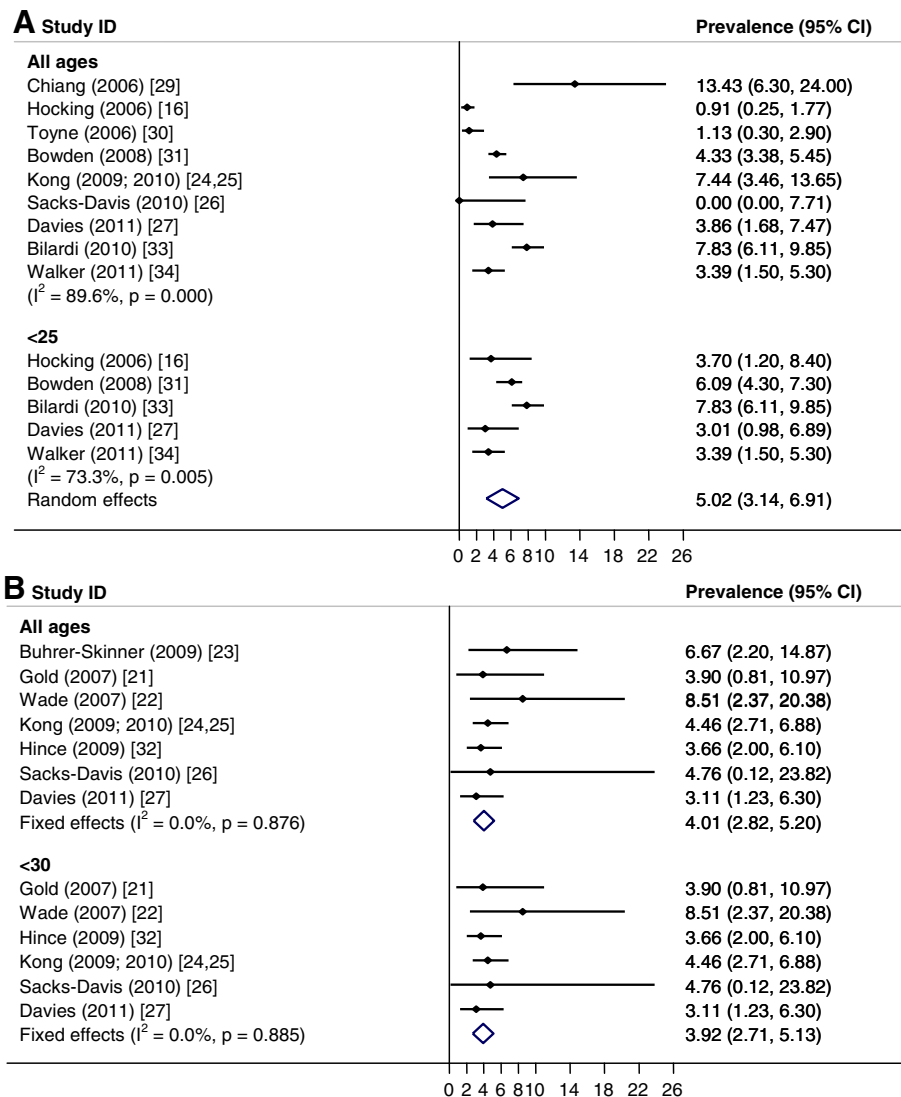 A Study ID Prevalence (95% CI)
All ages
Chiang (2006) [29] 13.43 (6.30, 24.00)
Hocking (2006) [16] 0.91 (0.25, 1.77)
Toyne (2006) [30] 1.13 (0.30, 2.90)
Bowden (2008) [31] 4.33 (3.38, 5.45)
Kong (2009; 2010) [24,25] 7.44 (3.46, 13.65)
Sacks-Davis (2010) [26] 0.00 (0.00, 7.71)
Davies (2011) [27] 3.86 (1.68, 7.47)
Bilardi (2010) [33] 7.83 (6.11, 9.85)
Walker (2011) [34] 3.39 (1.50, 5.30)
(I² = 89.6%, p = 0.000)
<25
Hocking (2006) [16] 3.70 (1.20, 8.40)
Bowden (2008) [31] 6.09 (4.30, 7.30)
Bilardi (2010) [33] 7.83 (6.11, 9.85)
Davies (2011) [27] 3.01 (0.98, 6.89)
Walker (2011) [34] 3.39 (1.50, 5.30)
(I² = 73.3%, p = 0.005)
Random effects 5.02 (3.14, 6.91)
0 2 4 6 8 10 14 18 22 26
B Study ID Prevalence (95% CI)
All ages
Buhrer-Skinner (2009) [23] 6.67 (2.20, 14.87)
Gold (2007) [21] 3.90 (0.81, 10.97)
Wade (2007) [22] 8.51 (2.37, 20.38)
Kong (2009; 2010) [24,25] 4.46 (2.71, 6.88)
Hince (2009) [32] 3.66 (2.00, 6.10)
Sacks-Davis (2010) [26] 4.76 (0.12, 23.82)
Davies (2011) [27] 3.11 (1.23, 6.30)
Fixed effects (I² = 0.0%, p = 0.876) 4.01 (2.82, 5.20)
<30
Gold (2007) [21] 3.90 (0.81, 10.97)
Wade (2007) [22] 8.51 (2.37, 20.38)
Hince (2009) [32] 3.66 (2.00, 6.10)
Kong (2009; 2010) [24,25] 4.46 (2.71, 6.88)
Sacks-Davis (2010) [26] 4.76 (0.12, 23.82)
Davies (2011) [27] 3.11 (1.23, 6.30)
Fixed effects (I² = 0.0%, p = 0.885) 3.92 (2.71, 5.13)
0 2 4 6 8 10 14 18 22 26